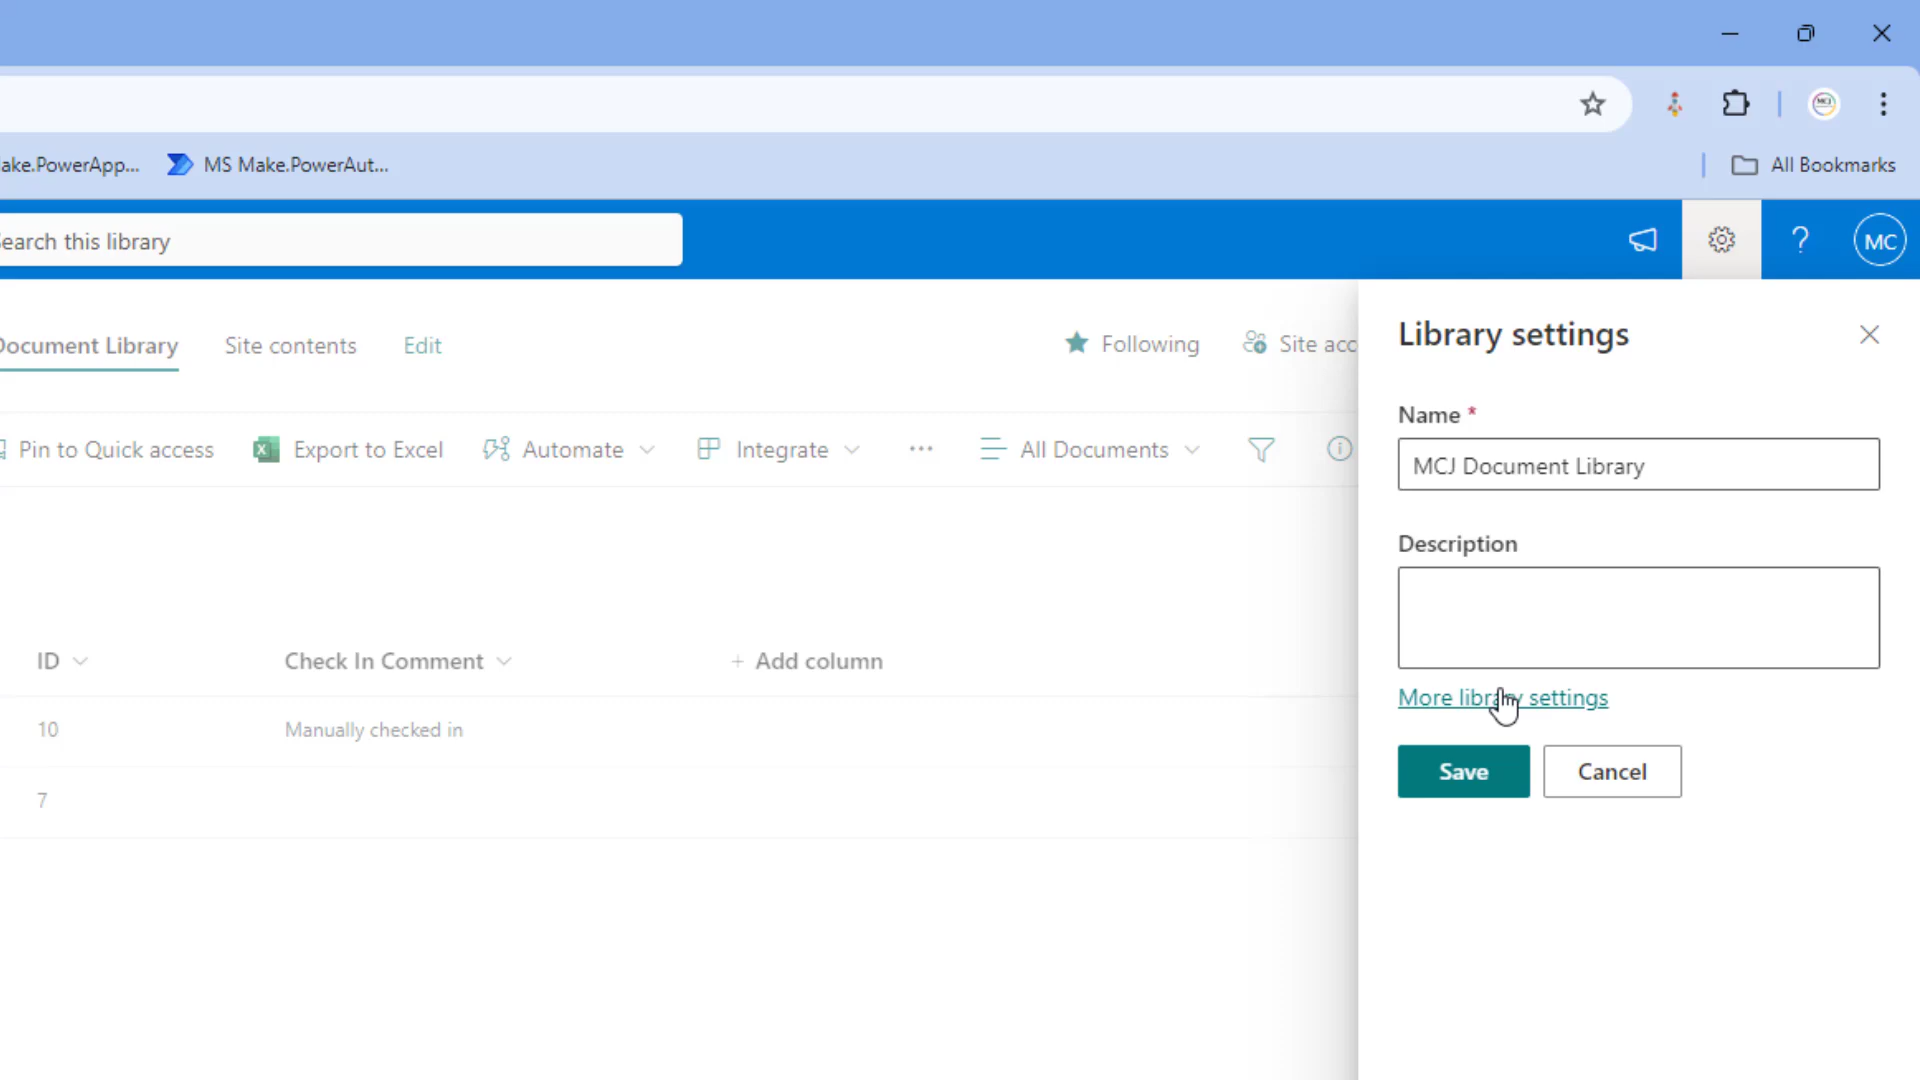 ake.PowerApp...
MS Make.PowerAut...
All Bookmarks
earch this library
?
MC
Document Library
Site contents
Edit
Following
Site acc
Pin to Quick access
Export to Excel
Automate
Integrate
All Documents
ID
Check In Comment
+ Add column
10
Manually checked in
7
Library settings
Name *
MCJ Document Library
Description
More library settings
Save
Cancel